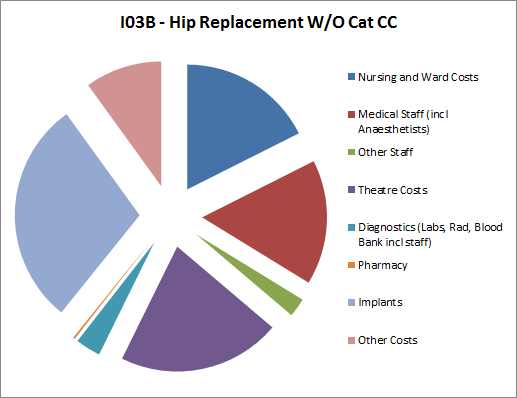 I03B - Hip Replacement W/O Cat CC
Nursing and Ward Costs
Medical Staff (incl
Anaesthetists)
Other Staff
Theatre Costs
Diagnostics (Labs, Rad, Blood
Bank incl staff)
Pharmacy
Implants
Other Costs